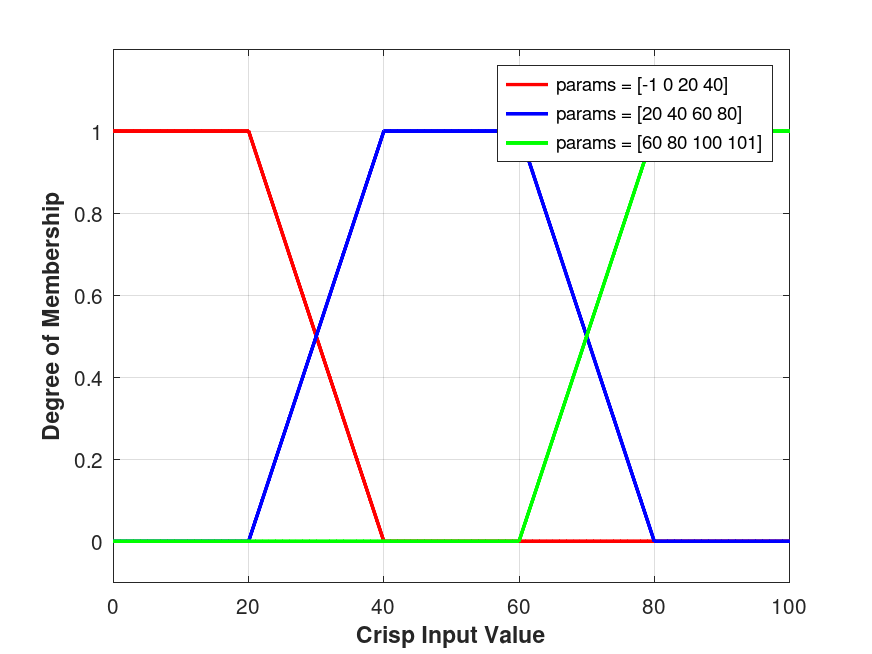 params = [-1 0 20 40]
params = [20 40 60 80]
params = [60 80 100 101]
1
0.8
0.6
0.4
0.2
0
Degree of Membership
0 20 40 60 80 100
Crisp Input Value